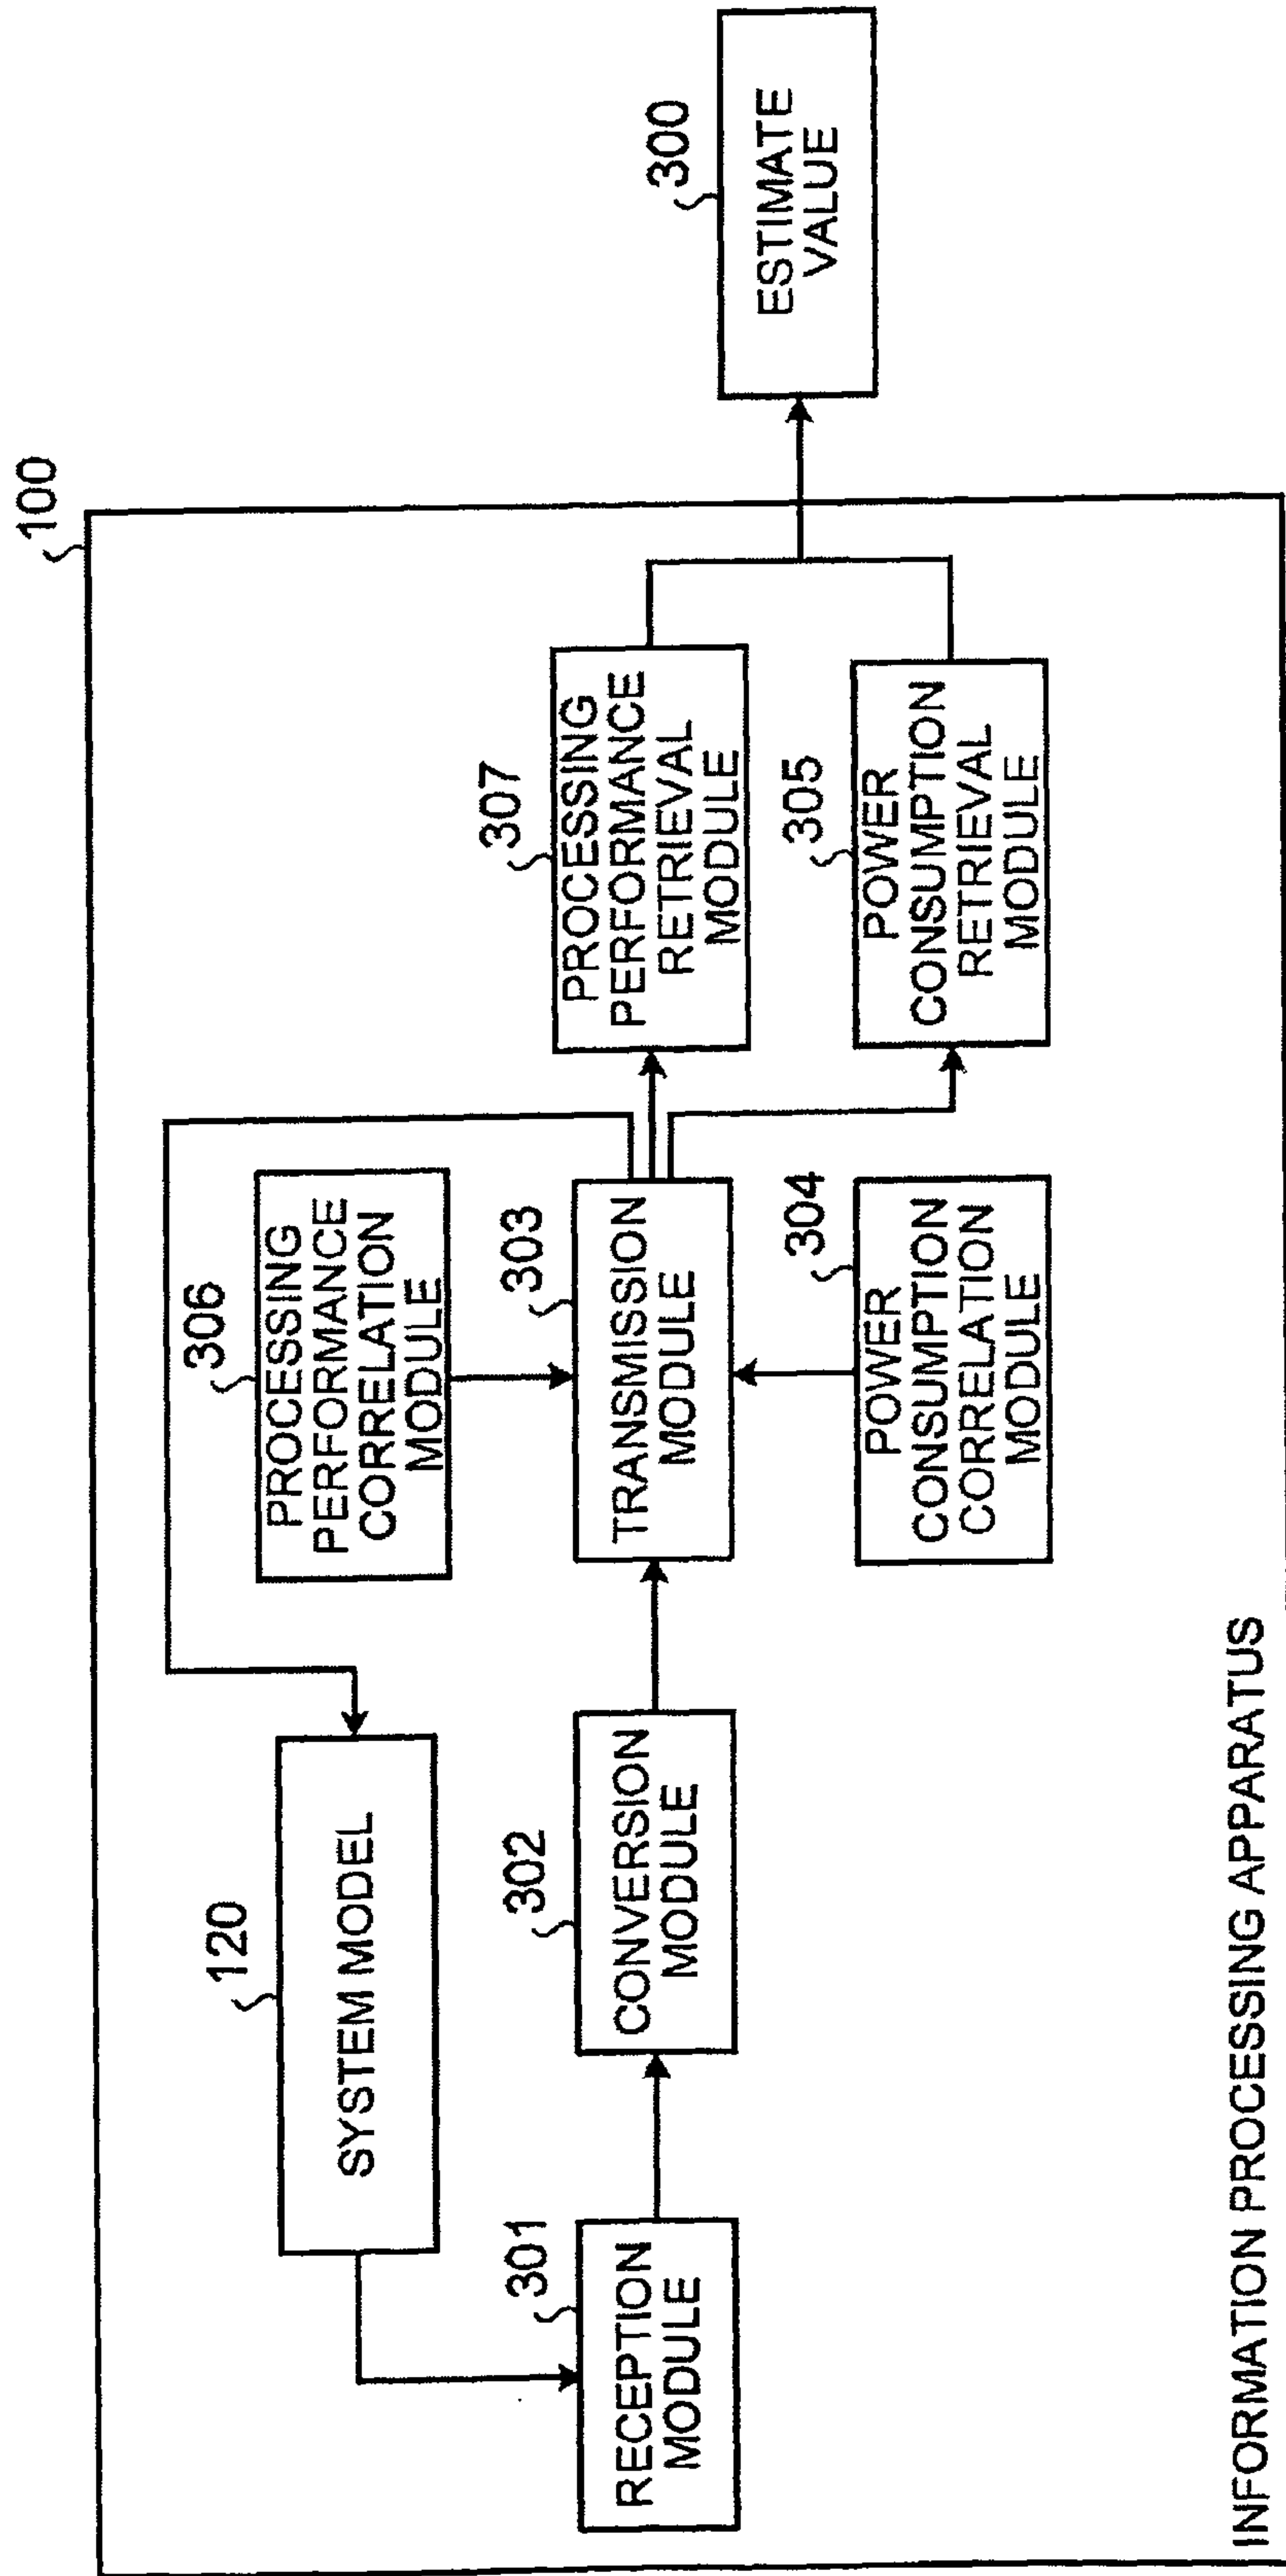 100
120
SYSTEM MODEL
306
PROCESSING
PERFORMANCE
CORRELATION
MODULE
301
RECEPTION
MODULE
302
CONVERSION
MODULE
303
TRANSMISSION
MODULE
307
PROCESSING
PERFORMANCE
RETRIEVAL
MODULE
300
ESTIMATE
VALUE
304
POWER
CONSUMPTION
CORRELATION
MODULE
305
POWER
CONSUMPTION
RETRIEVAL
MODULE
INFORMATION PROCESSING APPARATUS